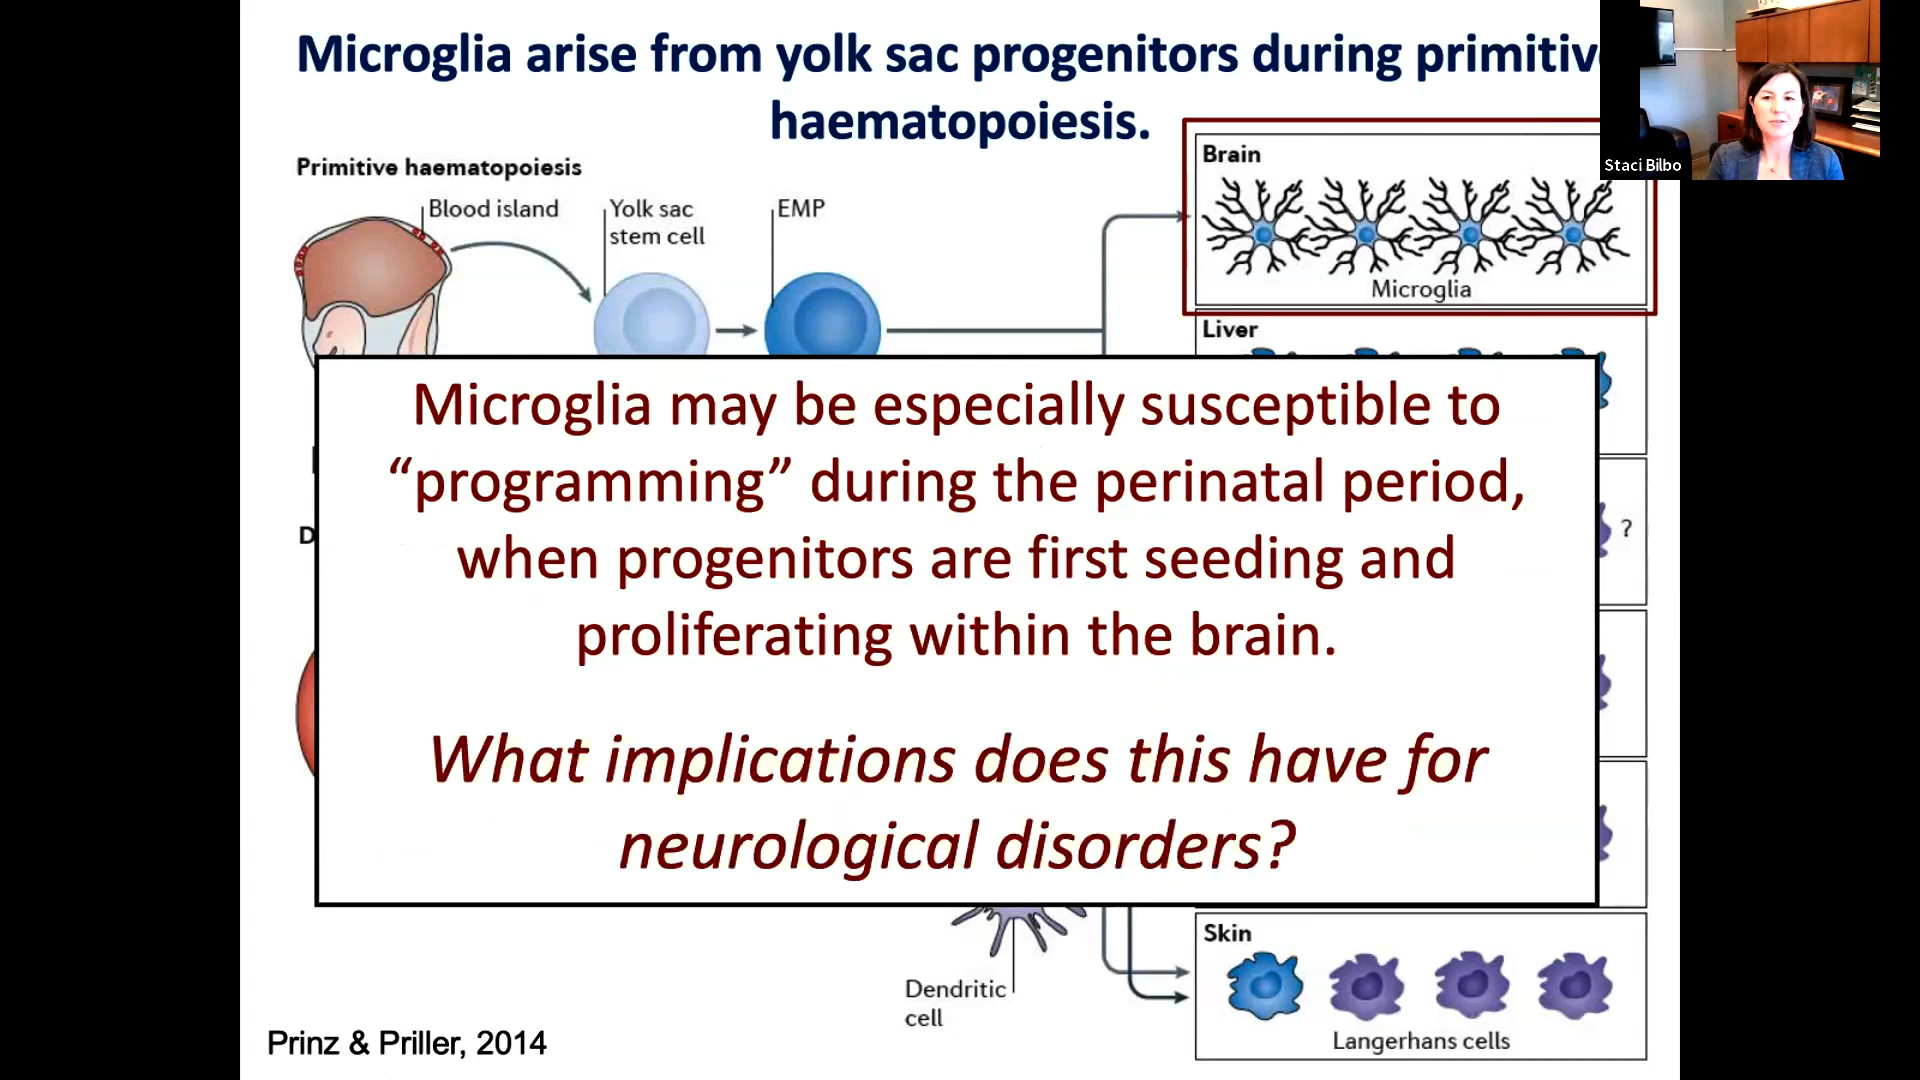 Microglia arise from yolk sac progenitors during primitiv
haematopoiesis.
Staci Bilbo
Primitive haematopoiesis
Blood island
Yolk sac
stem cell
EMP
Brain
Microglia
Liver
Microglia may be especially susceptible to
“programming” during the perinatal period,
when progenitors are first seeding and
proliferating within the brain.
What implications does this have for
neurological disorders?
D
?
Skin
Langerhans cells
Dendritic
cell
Prinz & Priller, 2014